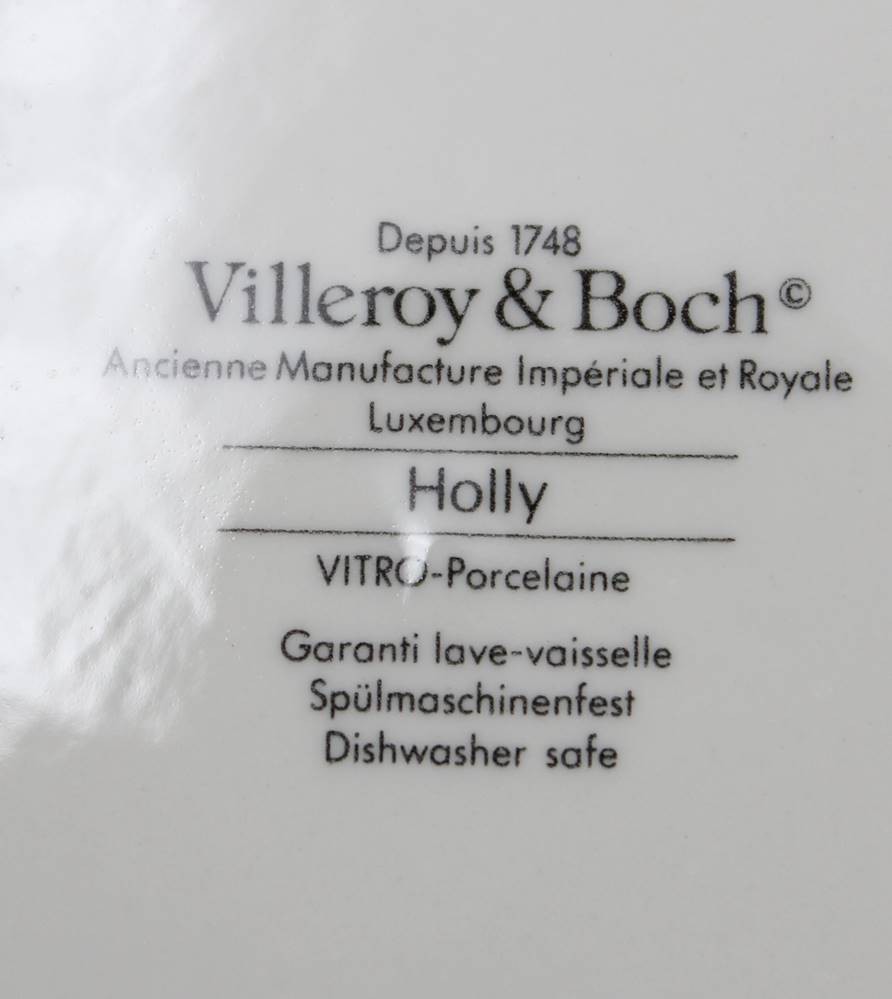 Depuis 1748
Villeroy & Boch©
Ancienne Manufacture Impériale et Royale
Luxembourg
Holly
VITRO-Porcelaine
Garanti lave-vaisselle
Spülmaschinenfest
Dishwasher safe